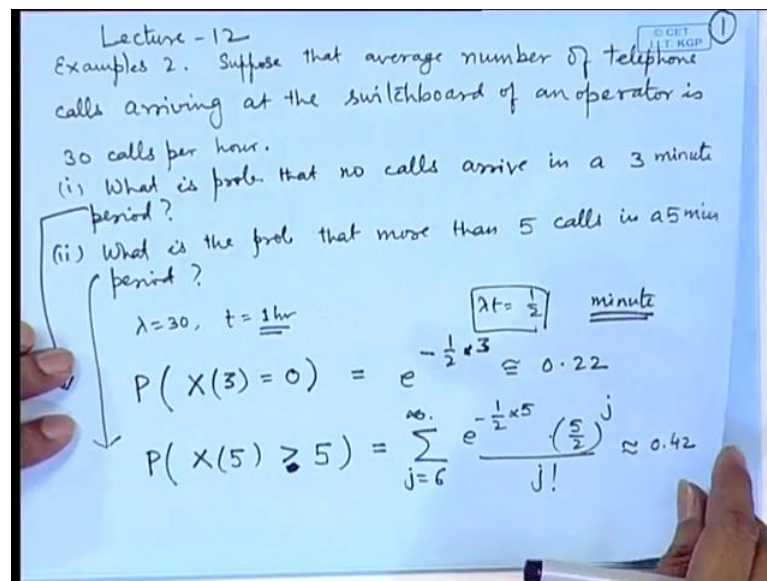 Lecture - 12
© CET
I.I.T. KGP
1
Examples 2. Suppose that average number of telephone
calls arriving at the switchboard of an operator is
30 calls per hour.
(i) What is prob. that no calls arrive in a 3 minute
period?
(ii) What is the prob that more than 5 calls in a 5 min
period?
λ = 30, t = 1 hr
λt = 1/2 minute
P( X(3) = 0 ) = e^{-1/2 × 3} ≅ 0.22
P( X(5) ≥ 5 ) = ∑_{j=6}^{∞} e^{-1/2 × 5} · (5/2)^j / j! ≈ 0.42